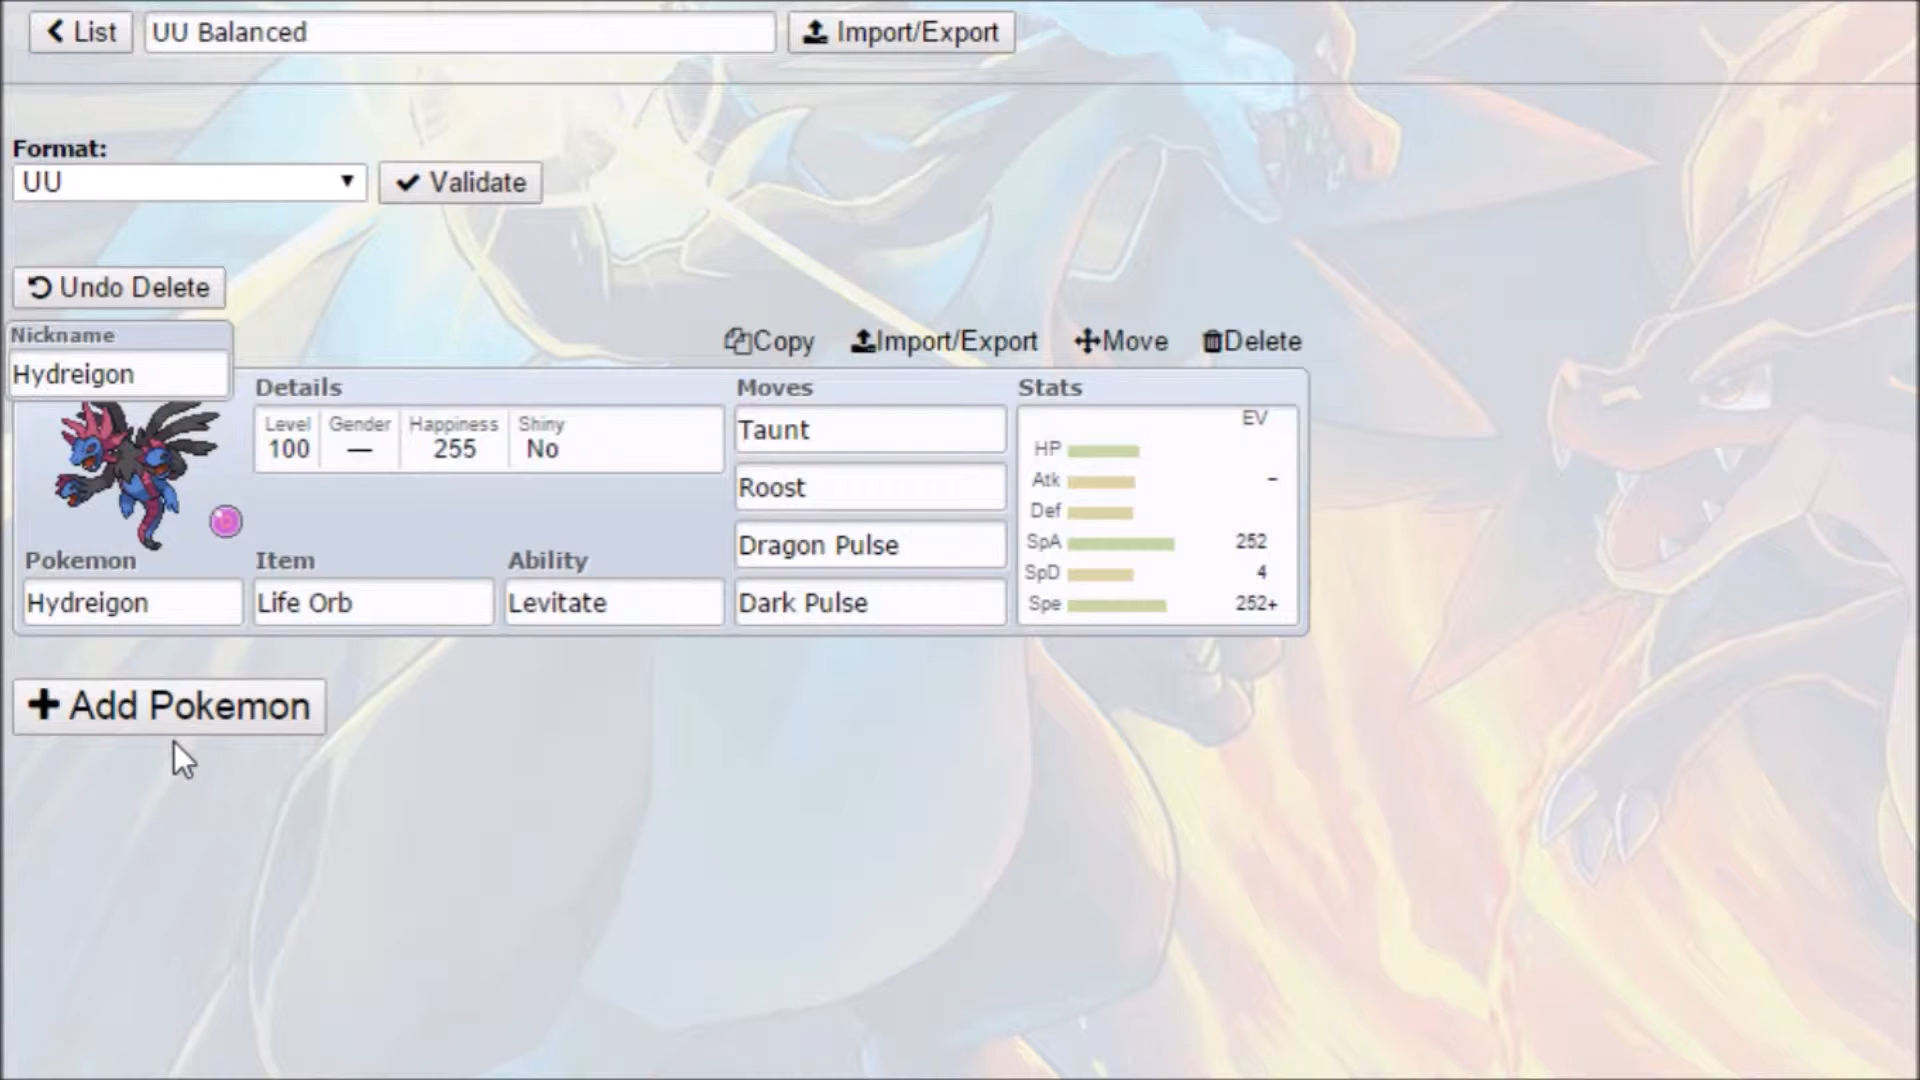 List
UU Balanced
Import/Export
Format:
UU
Validate
Undo Delete
Nickname
Hydreigon
Copy
Import/Export
Move
Delete
Details
Level
100
Gender
—
Happiness
255
Shiny
No
Pokemon
Hydreigon
Item
Life Orb
Ability
Levitate
Moves
Taunt
Roost
Dragon Pulse
Dark Pulse
Stats
EV
HP
Atk –
Def
SpA 252
SpD 4
Spe 252+
Add Pokemon